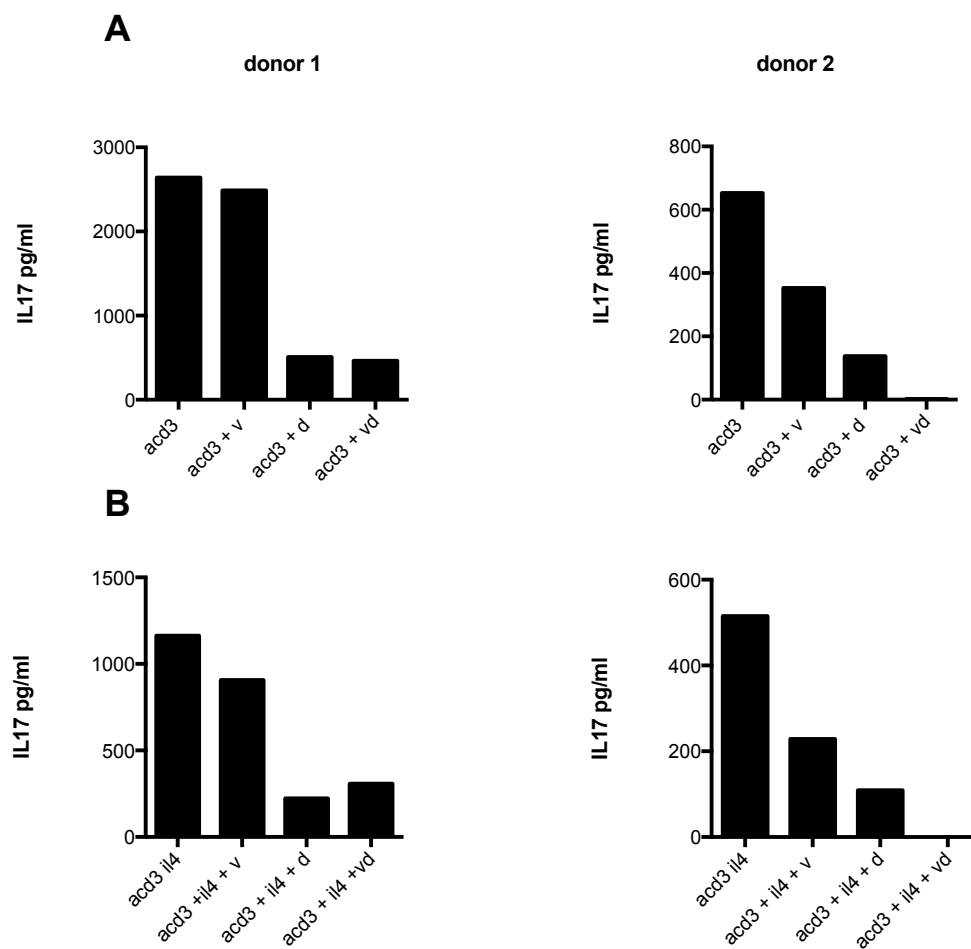 A
donor 1
donor 2
IL17 pg/ml
3000
2000
1000
0
acd3
acd3 + v
acd3 + d
acd3 + vd
IL17 pg/ml
800
600
400
200
0
acd3
acd3 + v
acd3 + d
acd3 + vd
B
IL17 pg/ml
1500
1000
500
0
acd3 il4
acd3 +il4 + v
acd3 + il4 + d
acd3 + il4 +vd
IL17 pg/ml
600
400
200
0
acd3 il4
acd3 + il4 + v
acd3 + il4 + d
acd3 + il4 + vd